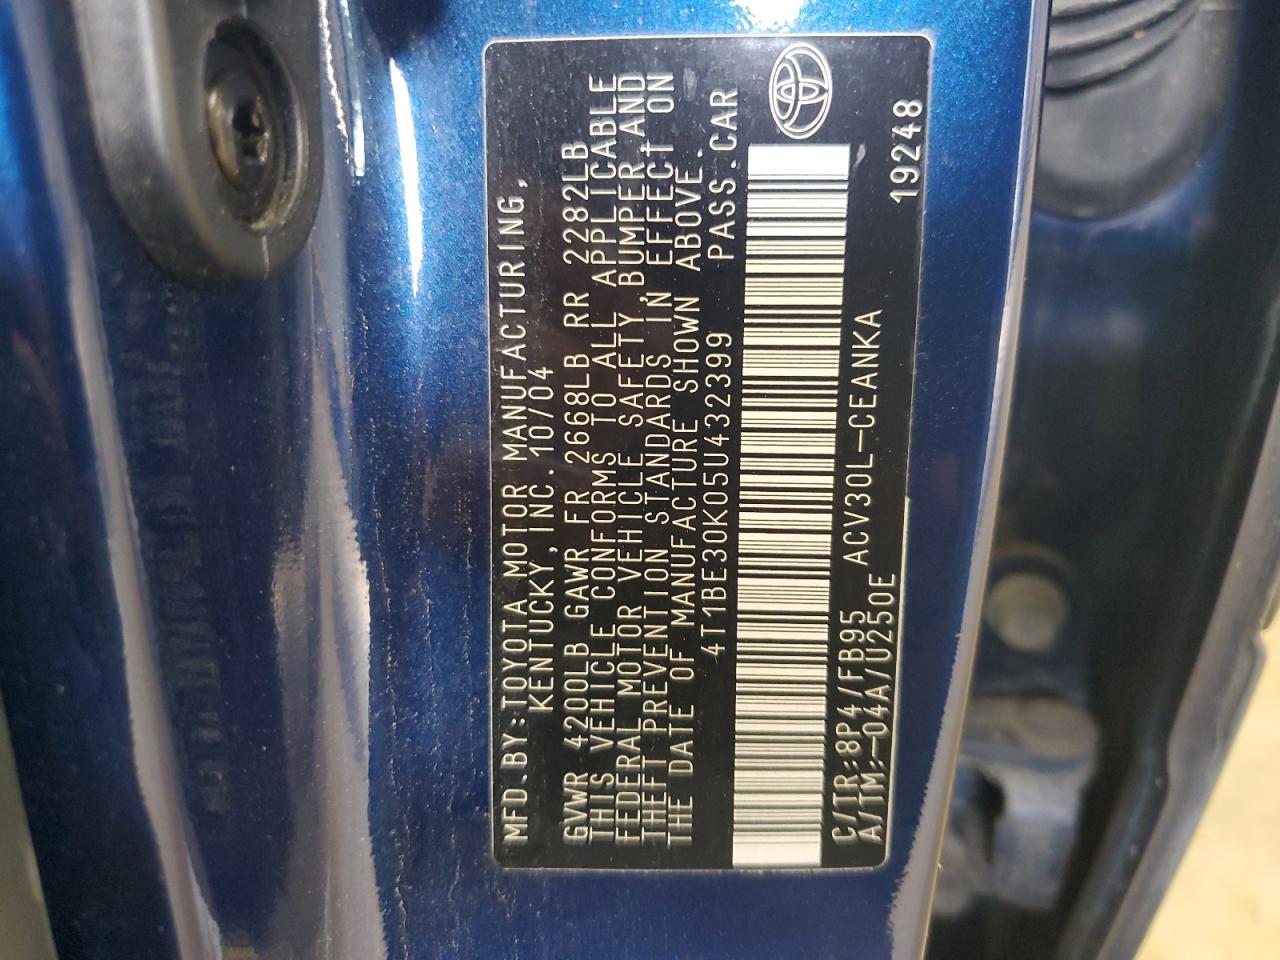 MFD.BY:TOYOTA MOTOR MANUFACTURING,
KENTUCKY, INC. 10/04
GVWR 4200LB GAWR FR 2668LB RR 2282LB
THIS VEHICLE CONFORMS TO ALL APPLICABLE
FEDERAL MOTOR VEHICLE SAFETY, BUMPER, AND
THEFT PREVENTION STANDARDS IN EFFECT ON
THE DATE OF MANUFACTURE SHOWN ABOVE.
4T1BE30K05U432399 PASS.CAR
C/TR:8P4/FB95 ACV30L-CEANKA
A/TM:-04A/U250E 19248